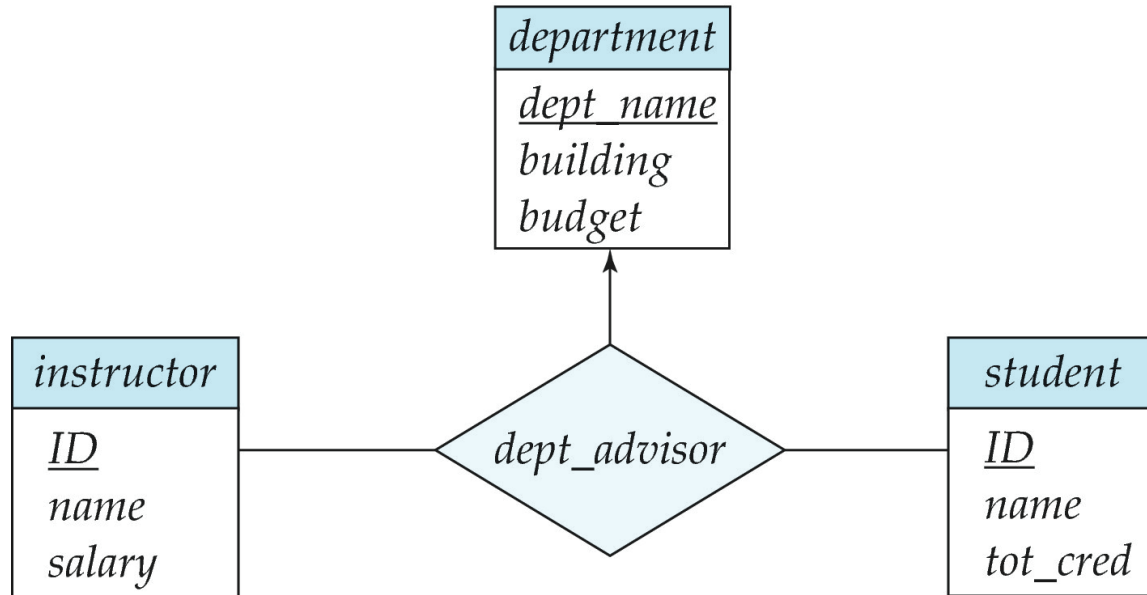 department
dept_name
building
budget
instructor
ID
name
salary
dept_advisor
student
ID
name
tot_cred